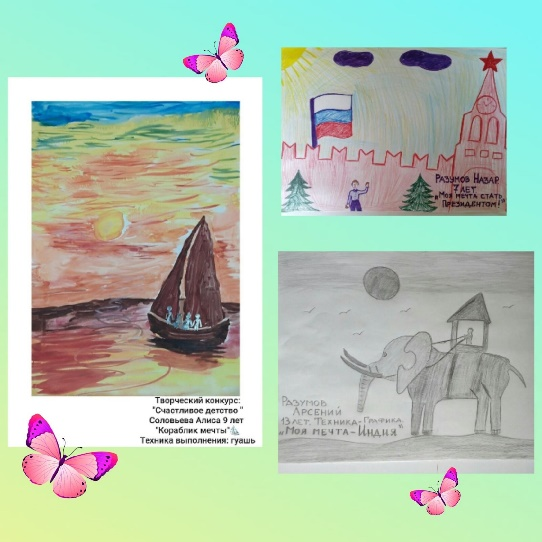 Творческий конкурс:
"Счастливое детство"
Соловьева Алиса 9 лет
"Кораблик мечты"
Техника выполнения: гуашь
Разумов Назар
7 лет
„Моя мечта стать
Президентом!"
Разумов
Арсений
13 лет. Техника-Графика
„Моя мечта-Индия"